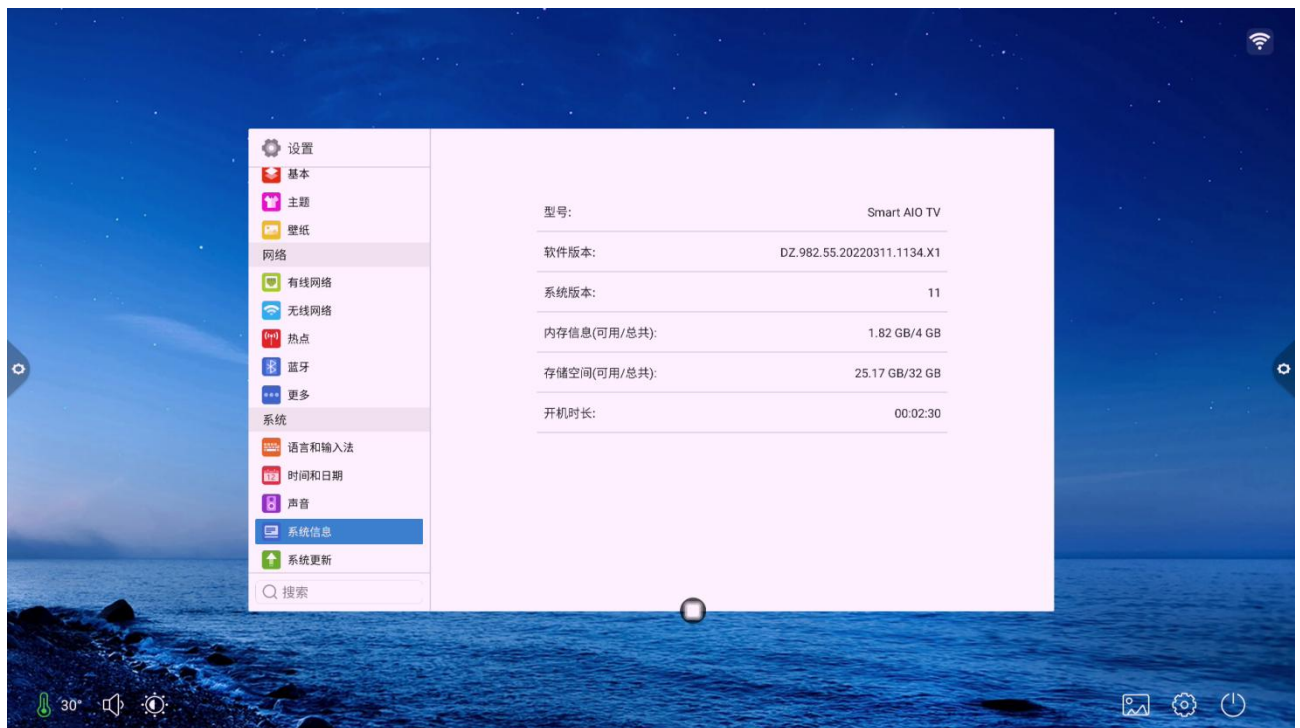 设置
基本
主题
壁纸
网络
有线网络
无线网络
热点
蓝牙
更多
系统
语言和输入法
12
时间和日期
声音
系统信息
系统更新
搜索
型号: Smart AIO TV
软件版本: DZ.982.55.20220311.1134.X1
系统版本: 11
内存信息(可用/总共): 1.82 GB/4 GB
存储空间(可用/总共): 25.17 GB/32 GB
开机时长: 00:02:30
30°